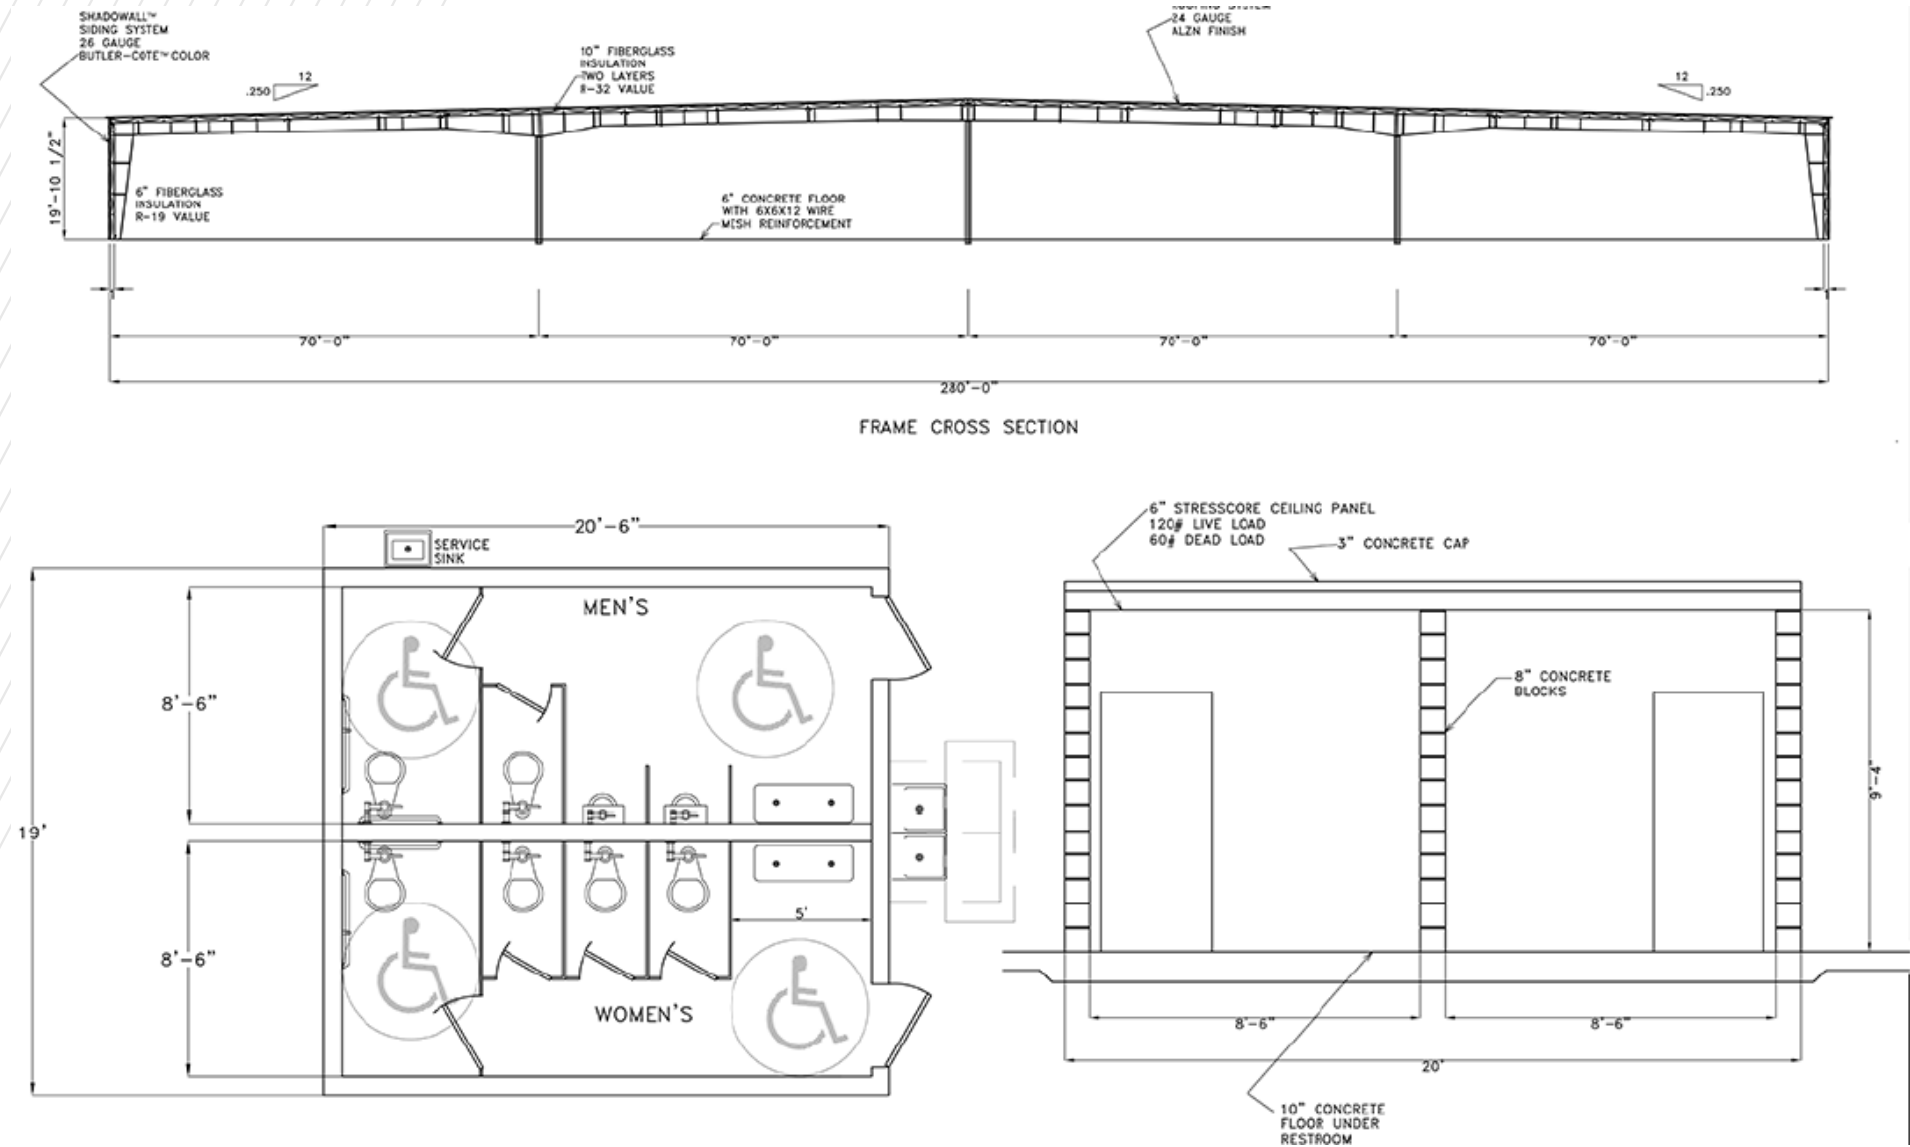 SHADOWALL™
SIDING SYSTEM
26 GAUGE
BUTLER-COTE™ COLOR
10" FIBERGLASS
INSULATION
TWO LAYERS
R-32 VALUE
ROOFING SYSTEM
24 GAUGE
ALZN FINISH
12
.250
12
.250
19'-10 1/2"
6" FIBERGLASS
INSULATION
R-19 VALUE
6" CONCRETE FLOOR
WITH 6X6X12 WIRE
MESH REINFORCEMENT
70'-0"
70'-0"
70'-0"
70'-0"
280'-0"
FRAME CROSS SECTION
20'-6"
SERVICE
SINK
MEN'S
8'-6"
19'
8'-6"
5'
WOMEN'S
6" STRESSCORE CEILING PANEL
120# LIVE LOAD
60# DEAD LOAD
3" CONCRETE CAP
8" CONCRETE
BLOCKS
9'-4"
8'-6"
8'-6"
20'
10" CONCRETE
FLOOR UNDER
RESTROOM